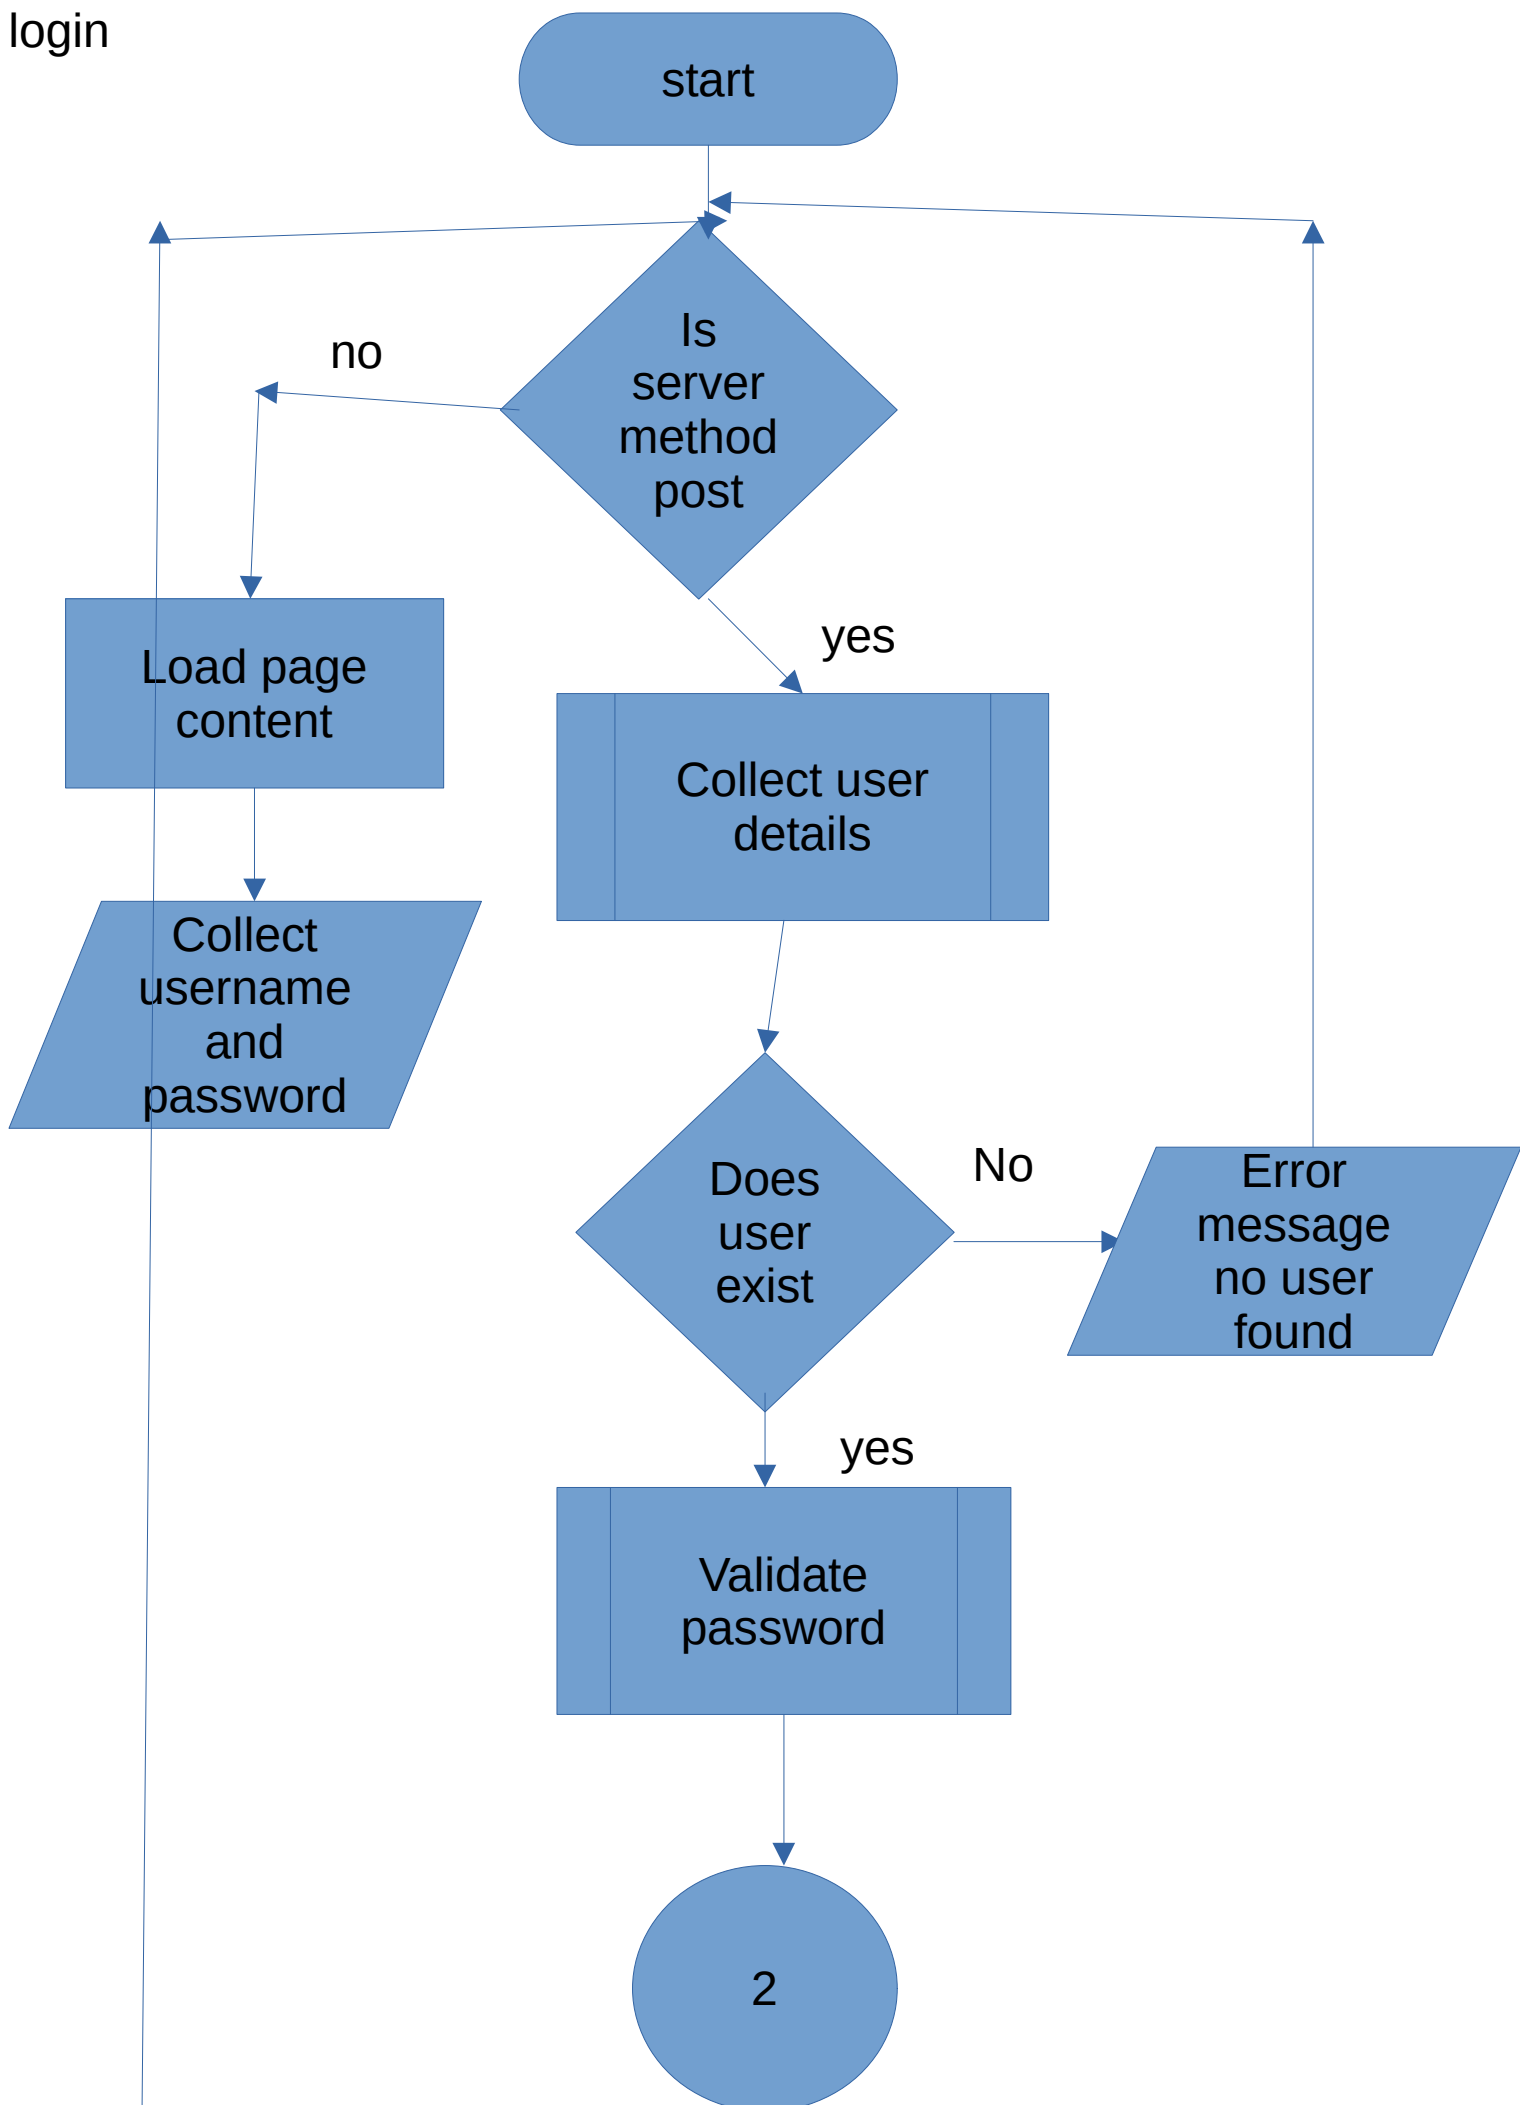 login
start
no
Is
server
method
post
yes
Load page
content
Collect user
details
Collect
username
and
password
Does
user
exist
No
Error
message
no user
found
yes
Validate
password
2